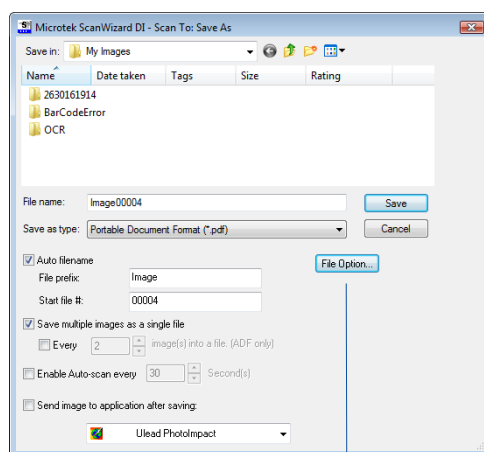 Microtek ScanWizard DI - Scan To: Save As
Save in: My Images
Name Date taken Tags Size Rating
2630161914
BarCodeError
OCR
File name: Image00004 Save
Save as type: Portable Document Format (*.pdf) Cancel
Auto filename File Option...
File prefix: Image
Start file #: 00004
Save multiple images as a single file
Every 2 image(s) into a file. (ADF only)
Enable Auto-scan every 30 Second(s)
Send image to application after saving:
Ulead PhotoImpact